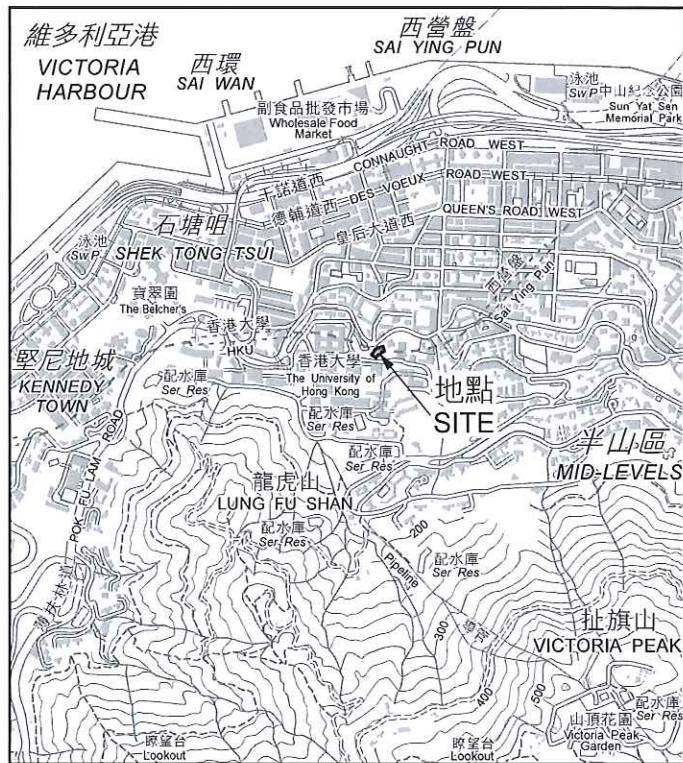 維多利亞港
VICTORIA
HARBOUR
西環
SAI WAN
西營盤
SAI YING PUN
副食品批發市場
Wholesale Food
Market
泳池
Sw P
中山紀念公園
Sun Yat Sen
Memorial Park
干諾道西
CONNAUGHT ROAD WEST
德輔道西
DES VOEUX ROAD WEST
皇后大道西
QUEEN'S ROAD WEST
石塘咀
SHEK TONG TSUI
泳池
Sw P
寶翠園
The Belcher's
西營盤
Sai Ying Pun
香港大學
HKU
堅尼地城
KENNEDY
TOWN
香港大學
The University of
Hong Kong
地點
SITE
配水庫
Ser Res
配水庫
Ser Res
配水庫
Ser Res
半山區
MID-LEVELS
龍虎山
LUNG FU SHAN
配水庫
Ser Res
200
配水庫
Ser Res
薄扶林道
POK FU LAM ROAD
Pipeline
導管
300
400
500
扯旗山
VICTORIA PEAK
山頂花園
Victoria Peak
Garden
配水庫
Ser Res
瞭望台
Lookout
瞭望台
Lookout